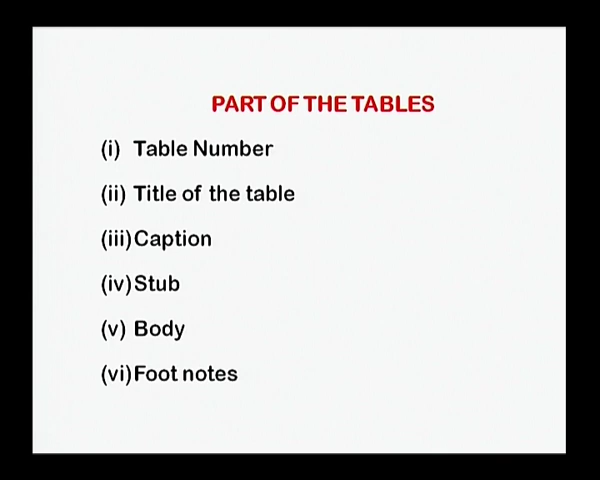 PART OF THE TABLES
(i) Table Number
(ii) Title of the table
(iii) Caption
(iv) Stub
(v) Body
(vi) Foot notes